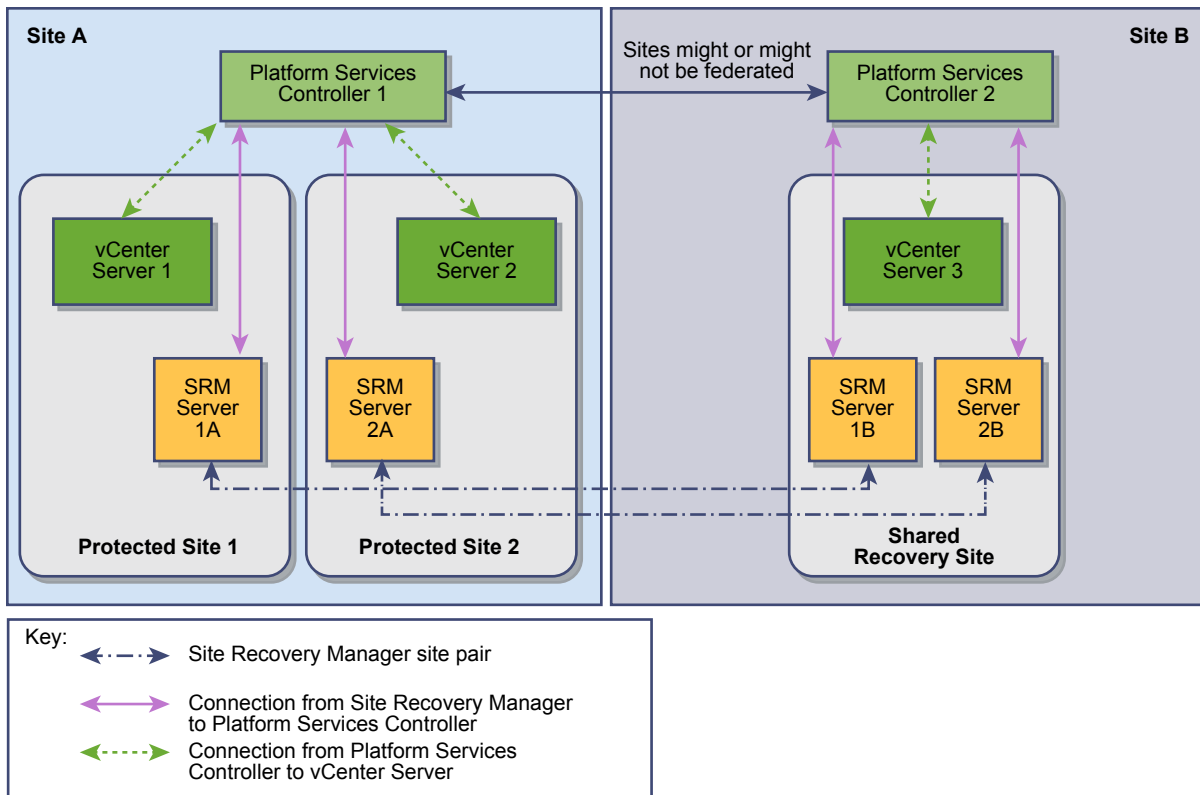 Site A
Site B
Sites might or might
not be federated
Platform Services
Controller 1
Platform Services
Controller 2
vCenter
Server 1
vCenter
Server 2
vCenter
Server 3
SRM
Server
1A
SRM
Server
2A
SRM
Server
1B
SRM
Server
2B
Protected Site 1
Protected Site 2
Shared
Recovery Site
Key:
Site Recovery Manager site pair
Connection from Site Recovery Manager
to Platform Services Controller
Connection from Platform Services
Controller to vCenter Server